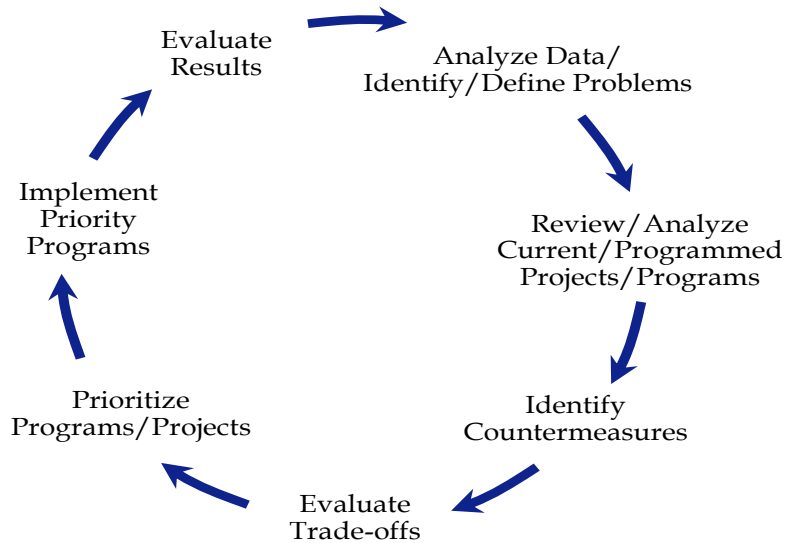 Evaluate
Results
Analyze Data/
Identify/Define Problems
Review/Analyze
Current/Programmed
Projects/Programs
Identify
Countermeasures
Evaluate
Trade-offs
Prioritize
Programs/Projects
Implement
Priority
Programs